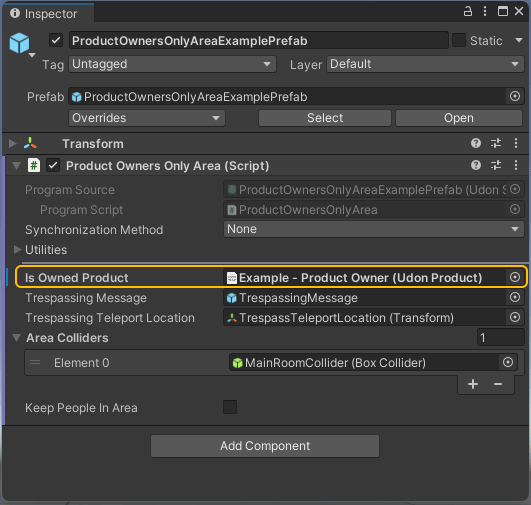 Inspector
ProductOwnersOnlyAreaExamplePrefab
Static
Tag Untagged Layer Default
Prefab ProductOwnersOnlyAreaExamplePrefab
Overrides Select Open
Transform
# Product Owners Only Area (Script)
Program Source ProductOwnersOnlyAreaExamplePrefab (Udon S
Program Script ProductOwnersOnlyArea
Synchronization Method None
Utilities
Is Owned Product Example - Product Owner (Udon Product)
Trespassing Message TrespassingMessage
Trespassing Teleport Location TrespassTeleportLocation (Transform)
Area Colliders 1
Element 0 MainRoomCollider (Box Collider)
+ −
Keep People In Area
Add Component